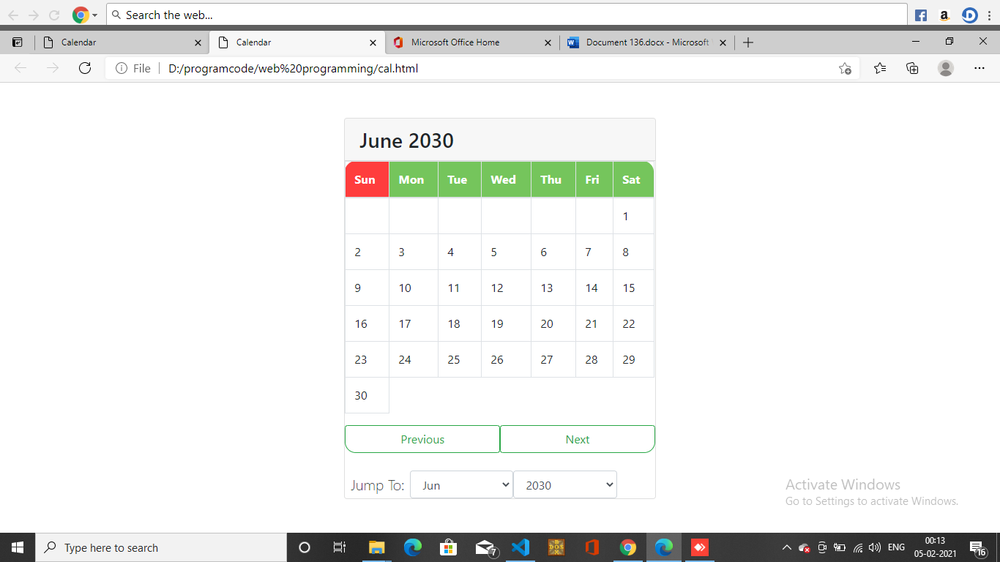 Search the web...
Calendar
Calendar
Microsoft Office Home
Document 136.docx - Microsoft
File
D:/programcode/web%20programming/cal.html
June 2030
Sun Mon Tue Wed Thu Fri Sat
1
2 3 4 5 6 7 8
9 10 11 12 13 14 15
16 17 18 19 20 21 22
23 24 25 26 27 28 29
30
Previous Next
Jump To: Jun 2030
Activate Windows
Go to Settings to activate Windows.
Type here to search
7
DOS
ENG
00:13
05-02-2021
16